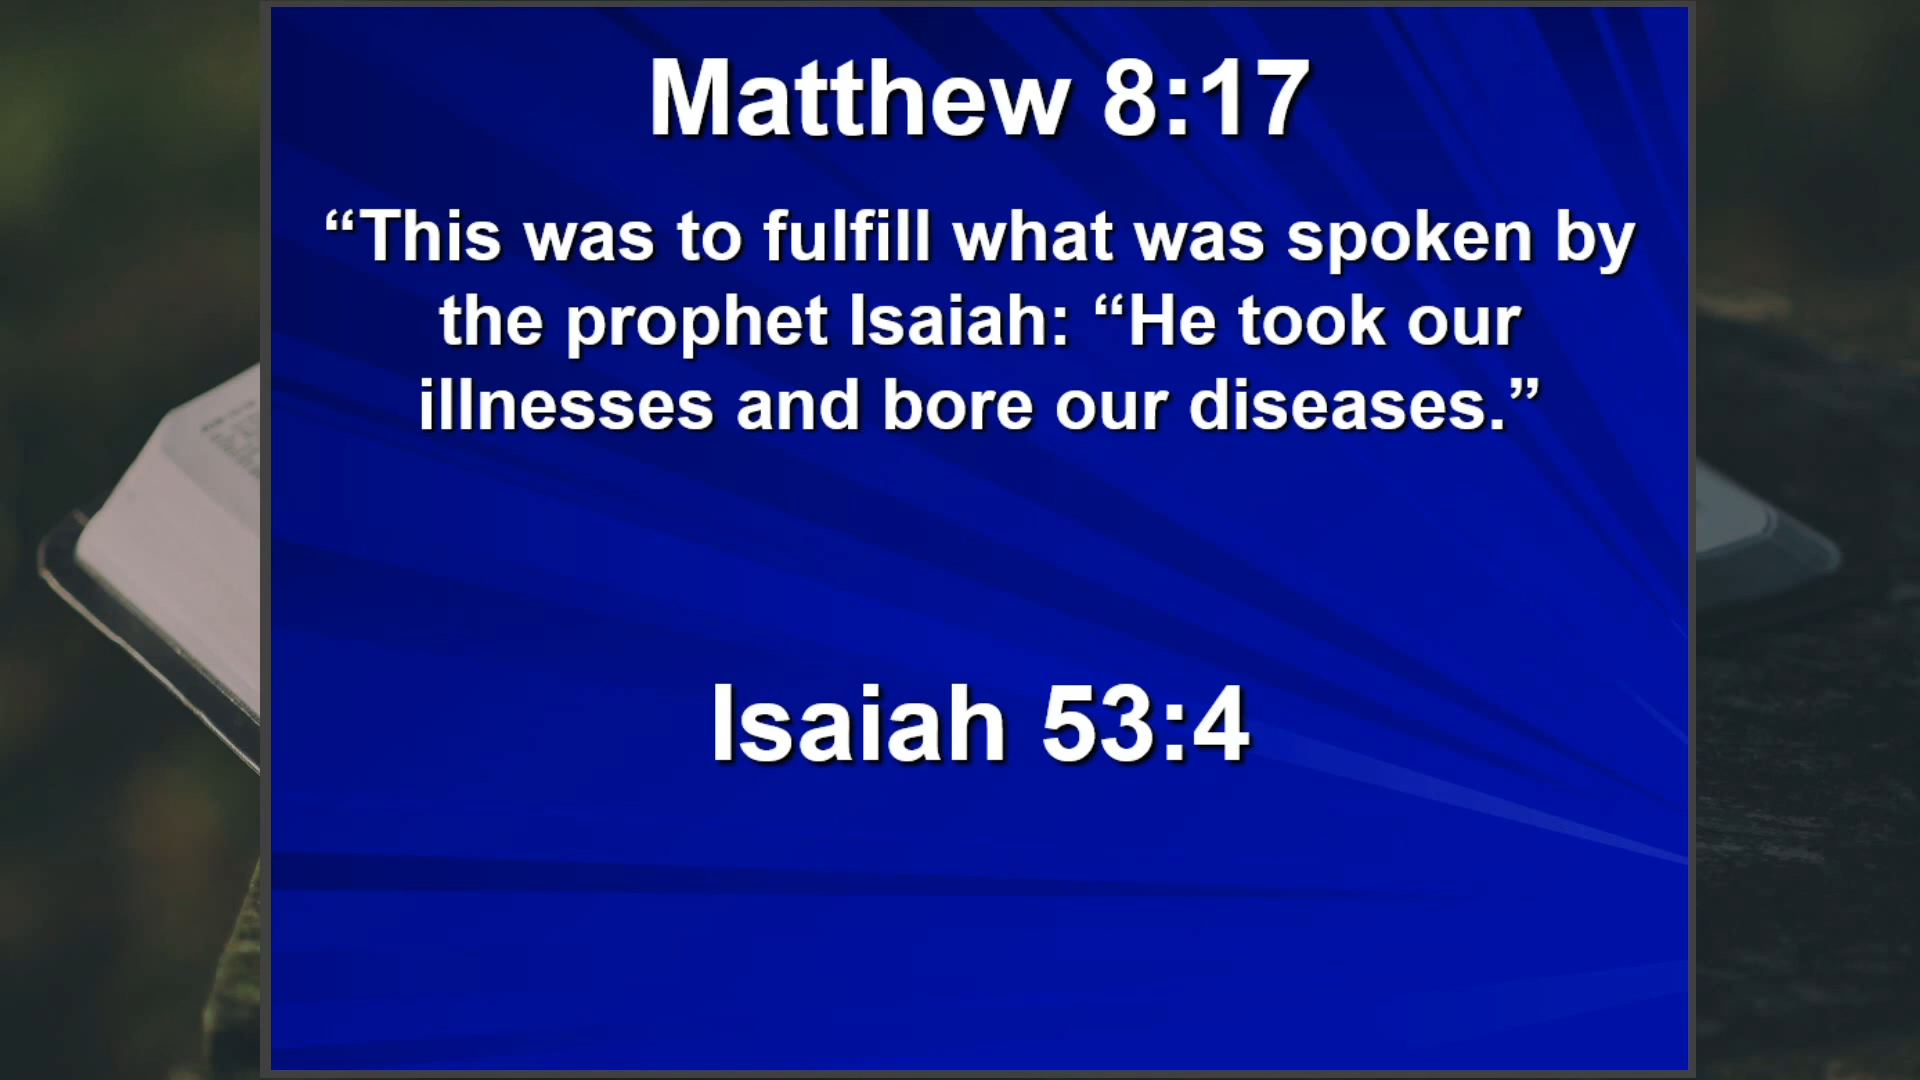 Matthew 8:17
“This was to fulfill what was spoken by
the prophet Isaiah: “He took our
illnesses and bore our diseases.”
Isaiah 53:4